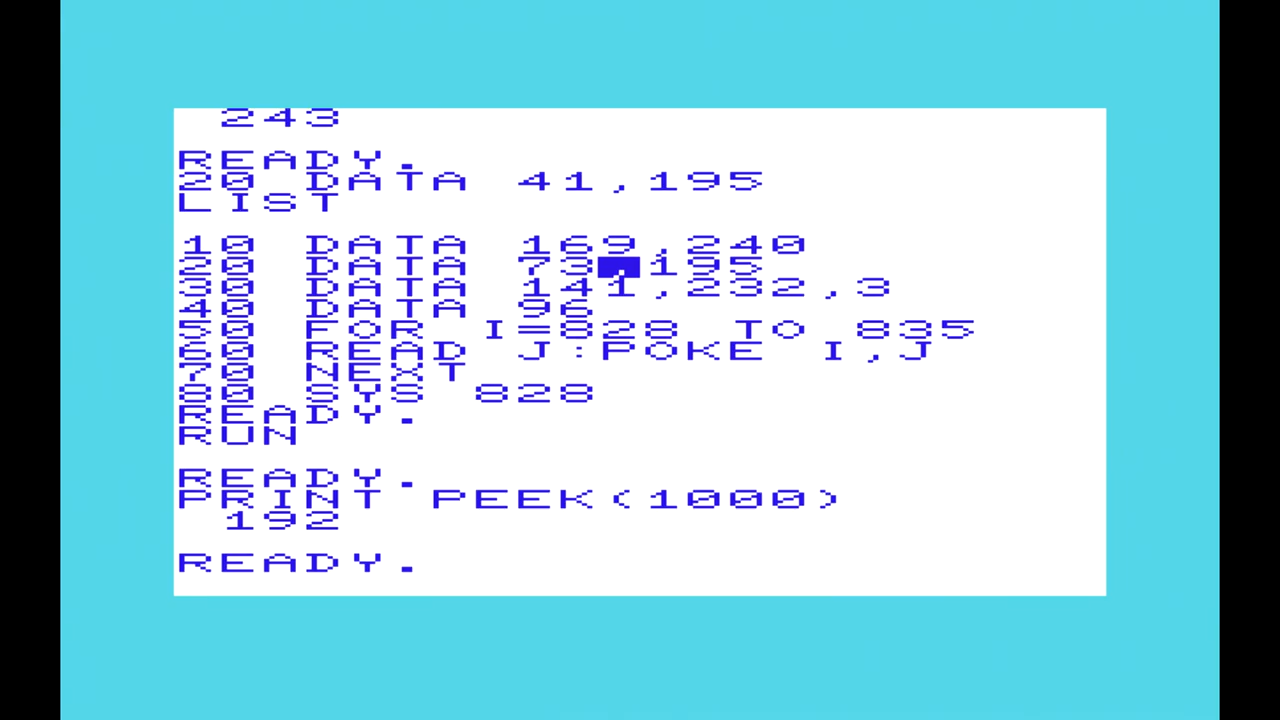 243
READY.
20 DATA 41,195
LIST
10 DATA 169,240
20 DATA 73,195
30 DATA 141,232,3
40 DATA 96
50 FOR I=828 TO 835
60 READ J:POKE I,J
70 NEXT
80 SYS 828
READY.
RUN
READY.
PRINT PEEK(1000)
192
READY.